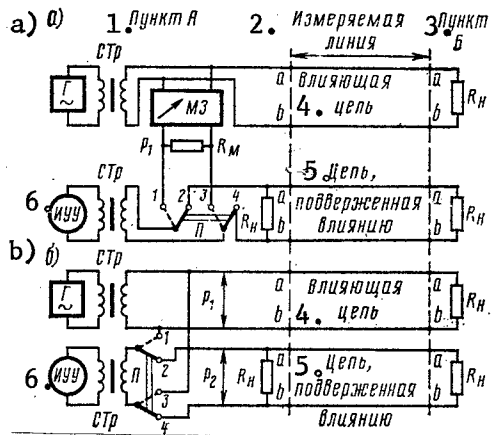 a) а) 1. Пункт А 2. Измеряемая линия 3. Пункт Б
СТр
Г ~
МЗ
a влияющая a
4. цепь
b b
Rн
P₁ Rм
1 2 3 4
СТр
6. ИУУ
П Rн
5. Цепь,
a подверженная a
b влиянию b
Rн
b) б)
СТр
Г ~
P₁
a влияющая a
4. цепь
b b
Rн
1
2
3
4
6. ИУУ
П
СТр
P₂ Rн
5. Цепь,
a подверженная a
b влиянию b
Rн